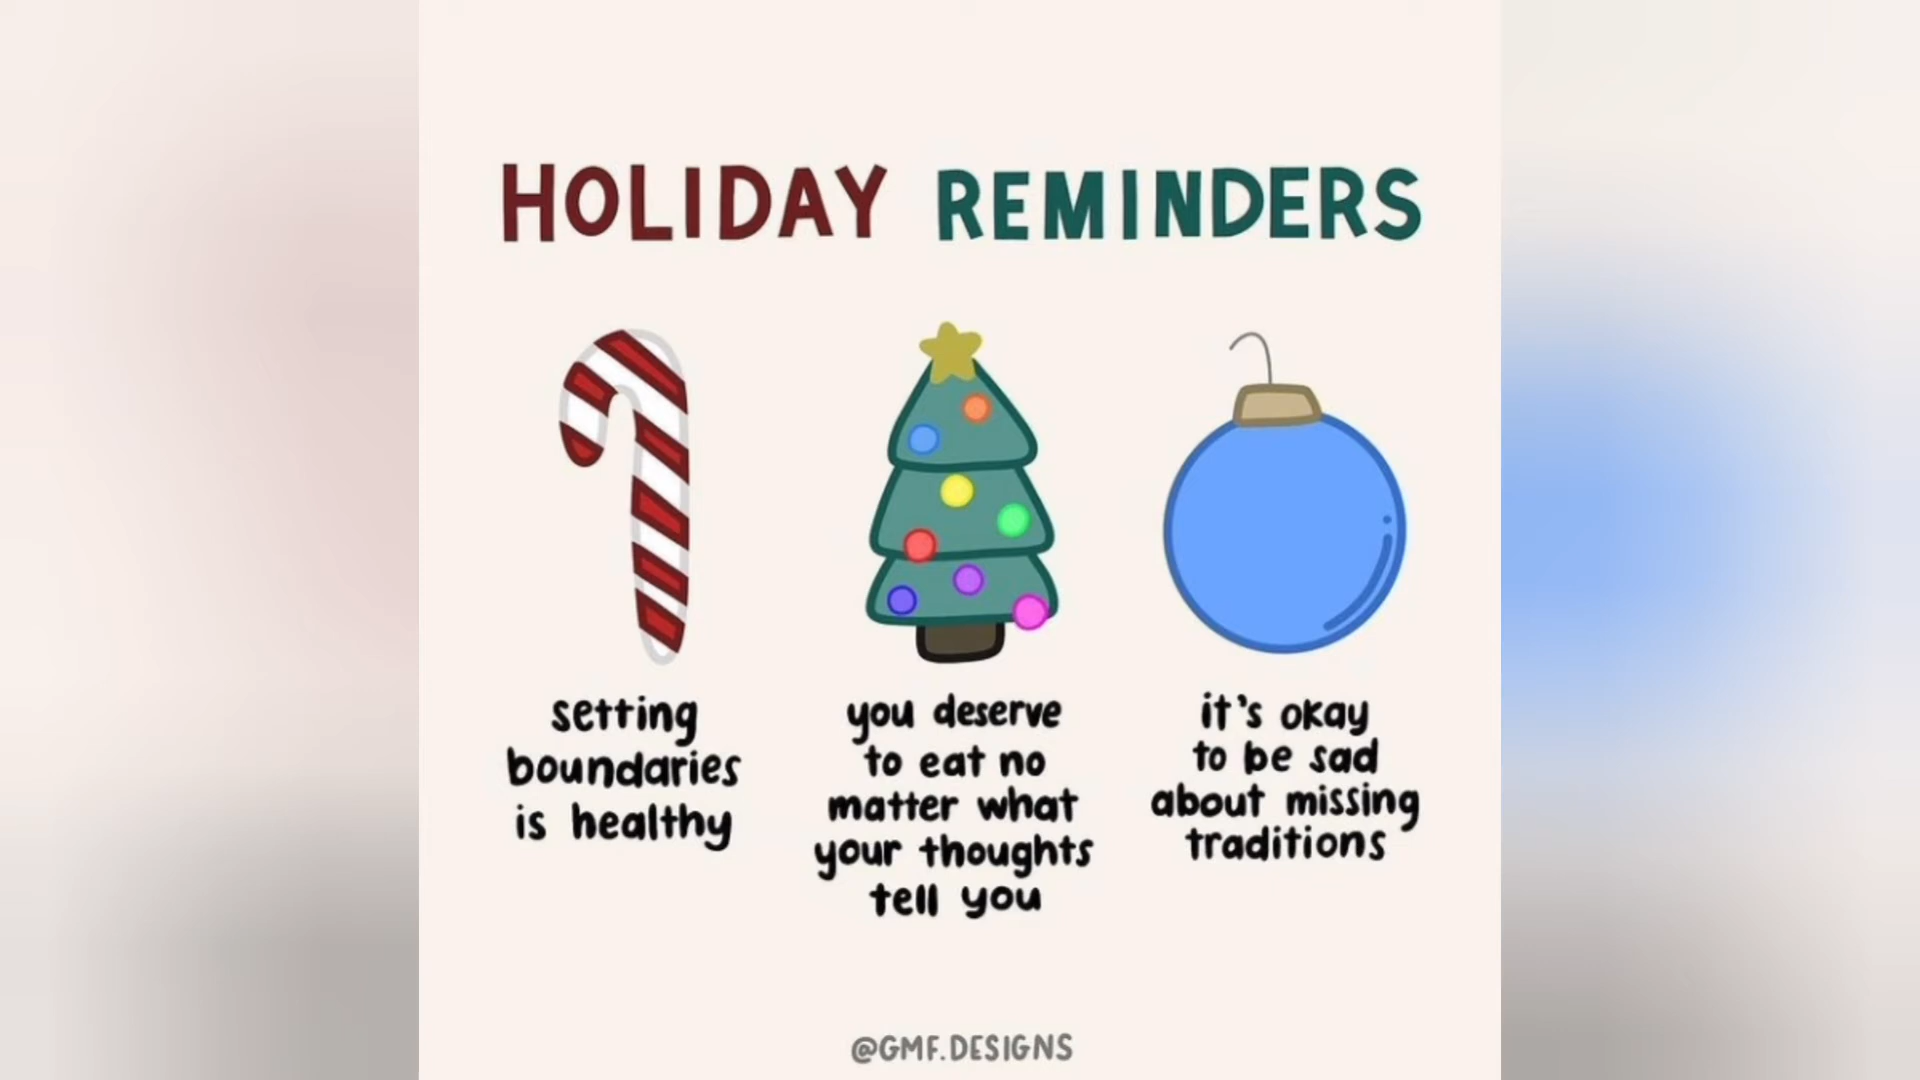 HOLIDAY REMINDERS
setting
boundaries
is healthy
you deserve
to eat no
matter what
your thoughts
tell you
it's okay
to be sad
about missing
traditions
@GMF.DESIGNS